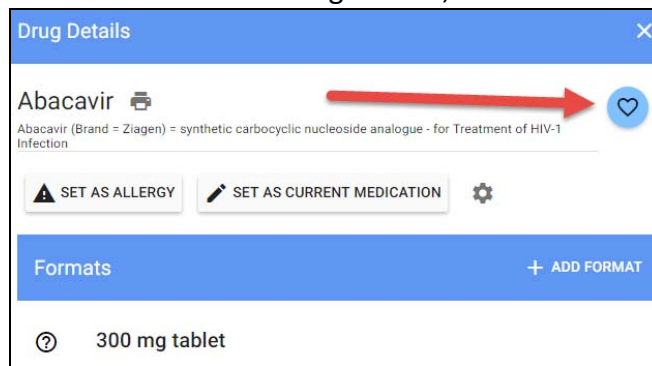 Drug Details
Abacavir
Abacavir (Brand = Ziagen) = synthetic carbocyclic nucleoside analogue - for Treatment of HIV-1
Infection
SET AS ALLERGY SET AS CURRENT MEDICATION
Formats + ADD FORMAT
300 mg tablet